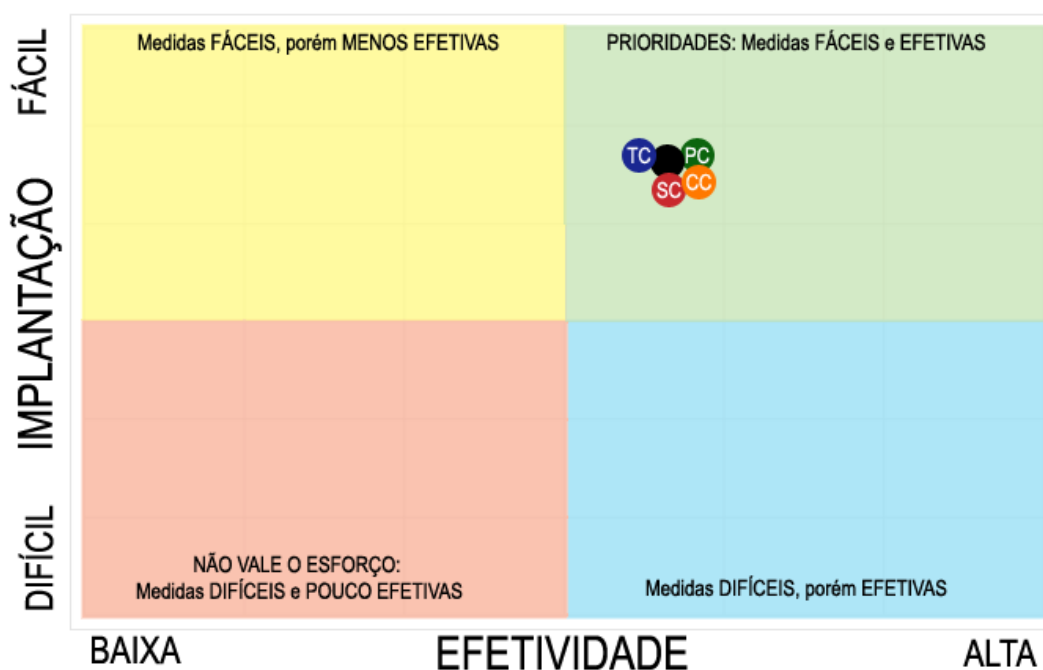 Medidas FÁCEIS, porém MENOS EFETIVAS
PRIORIDADES: Medidas FÁCEIS e EFETIVAS
FÁCIL
IMPLANTAÇÃO
DIFÍCIL
TC
PC
SC
CC
NÃO VALE O ESFORÇO:
Medidas DIFÍCEIS e POUCO EFETIVAS
Medidas DIFÍCEIS, porém EFETIVAS
BAIXA
EFETIVIDADE
ALTA